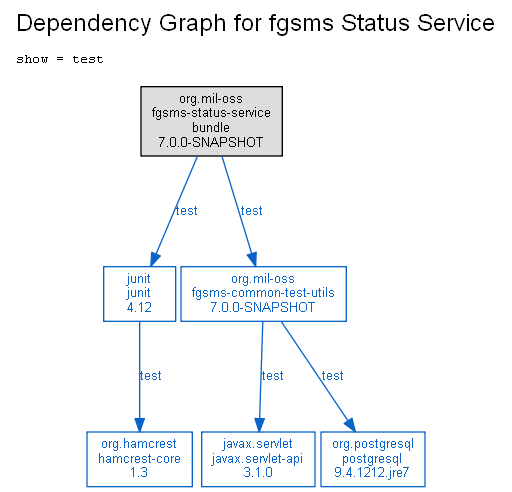 Dependency Graph for fgsms Status Service
show = test
org.mil-oss
fgsms-status-service
bundle
7.0.0-SNAPSHOT
test
test
junit
junit
4.12
org.mil-oss
fgsms-common-test-utils
7.0.0-SNAPSHOT
test
test
test
org.hamcrest
hamcrest-core
1.3
javax.servlet
javax.servlet-api
3.1.0
org.postgresql
postgresql
9.4.1212.jre7